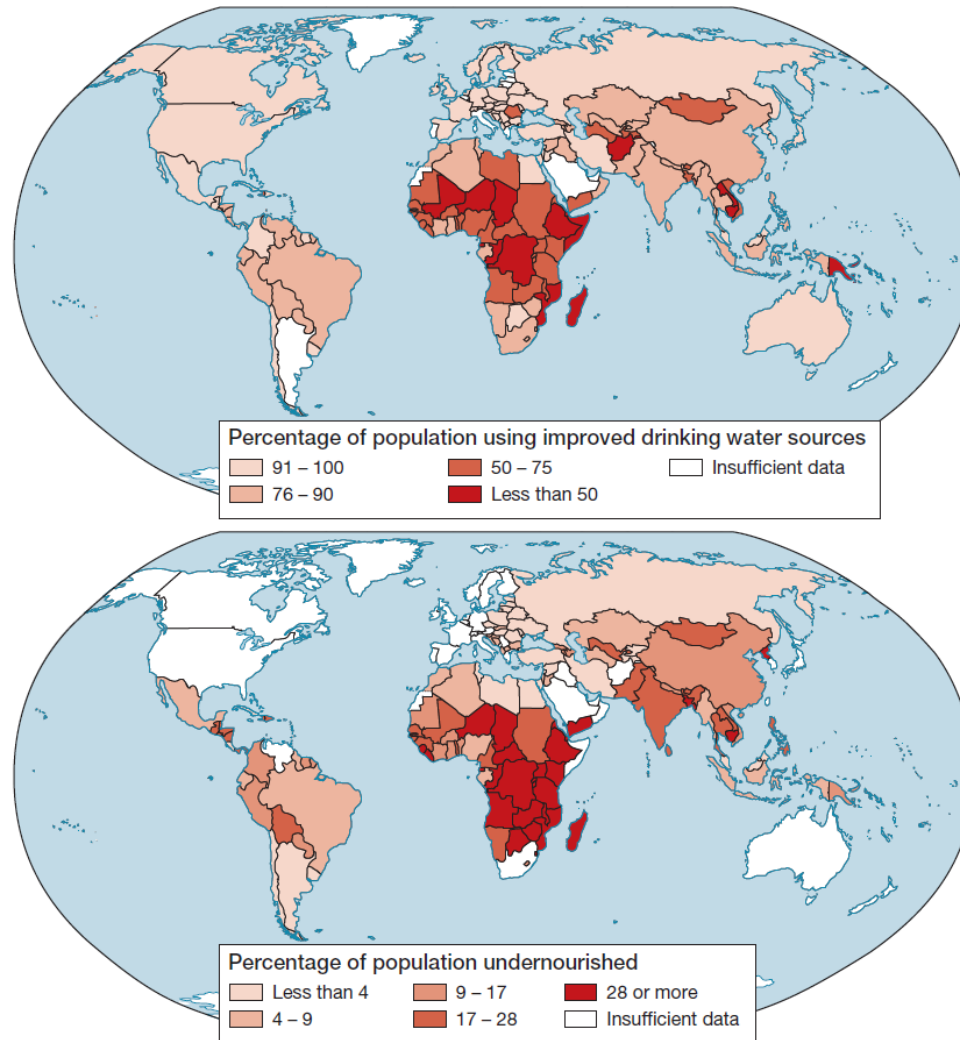 Percentage of population using improved drinking water sources
91 – 100 50 – 75 Insufficient data
76 – 90 Less than 50
Percentage of population undernourished
Less than 4 9 – 17 28 or more
4 – 9 17 – 28 Insufficient data